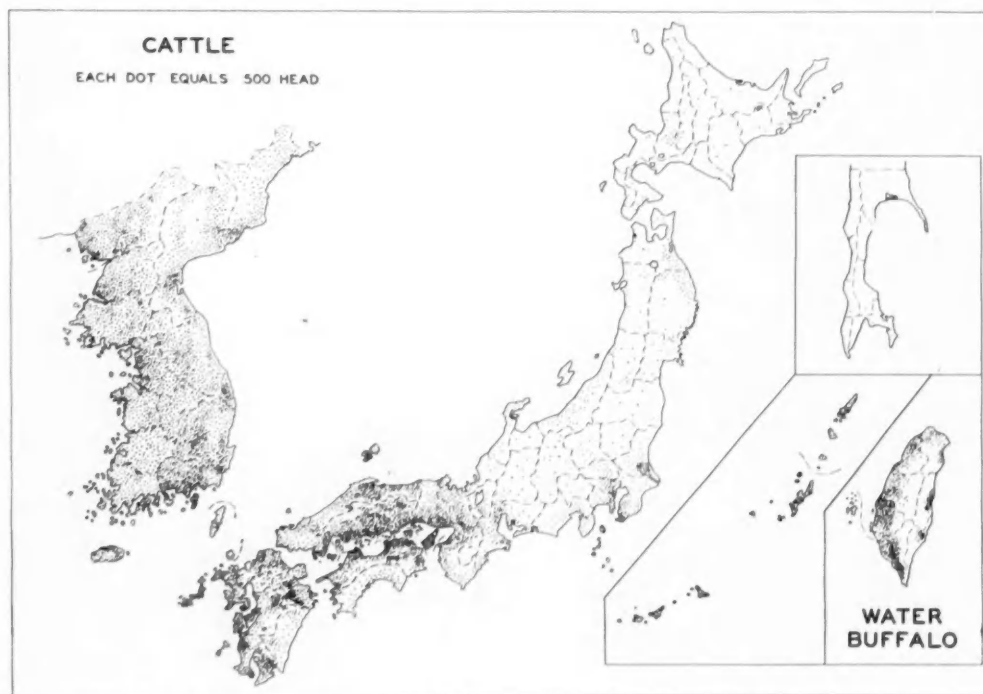 CATTLE
EACH DOT EQUALS 500 HEAD
WATER
BUFFALO